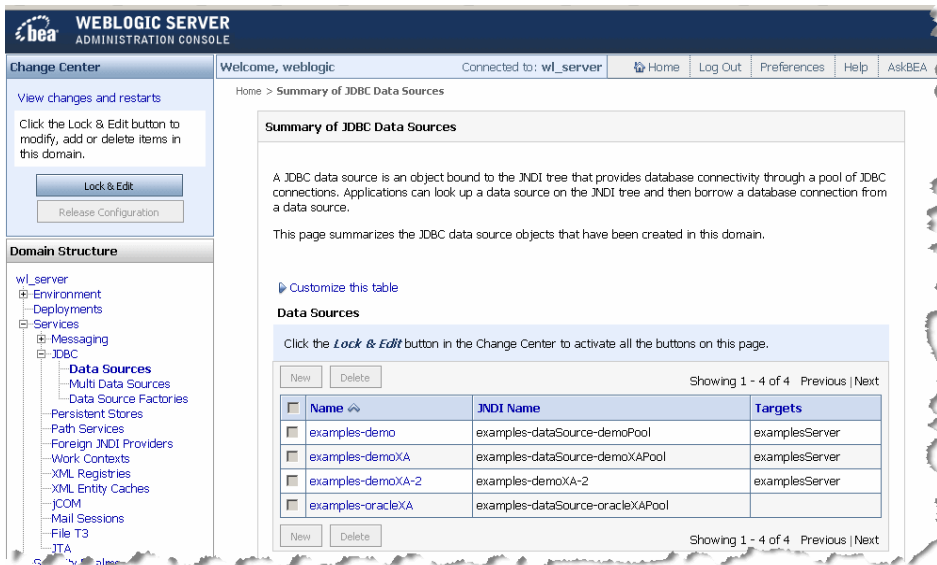 bea
WEBLOGIC SERVER
ADMINISTRATION CONSOLE
Change Center
View changes and restarts
Click the Lock & Edit button to
modify, add or delete items in
this domain.
Lock & Edit
Release Configuration
Domain Structure
wl_server
Environment
Deployments
Services
Messaging
JDBC
Data Sources
Multi Data Sources
Data Source Factories
Persistent Stores
Path Services
Foreign JNDI Providers
Work Contexts
XML Registries
XML Entity Caches
jCOM
Mail Sessions
File T3
JTA
Welcome, weblogic
Connected to: wl_server
Home
Log Out
Preferences
Help
AskBEA
Home > Summary of JDBC Data Sources
Summary of JDBC Data Sources
A JDBC data source is an object bound to the JNDI tree that provides database connectivity through a pool of JDBC
connections. Applications can look up a data source on the JNDI tree and then borrow a database connection from
a data source.
This page summarizes the JDBC data source objects that have been created in this domain.
Customize this table
Data Sources
Click the Lock & Edit button in the Change Center to activate all the buttons on this page.
New Delete Showing 1 - 4 of 4 Previous | Next
Name JNDI Name Targets
examples-demo examples-dataSource-demoPool examplesServer
examples-demoXA examples-dataSource-demoXAPool examplesServer
examples-demoXA-2 examples-demoXA-2 examplesServer
examples-oracleXA examples-dataSource-oracleXAPool
New Delete Showing 1 - 4 of 4 Previous | Next